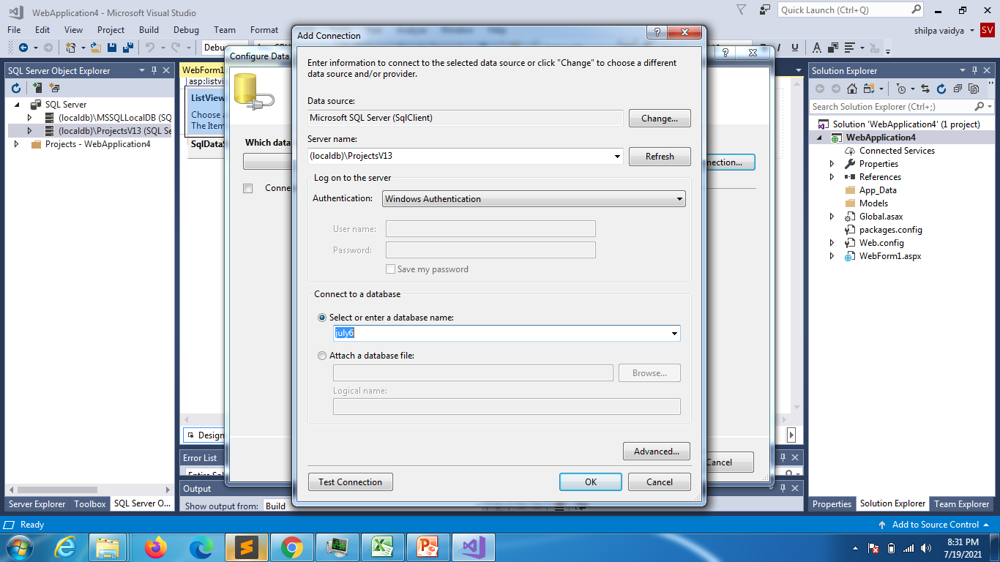 WebApplication4 - Microsoft Visual Studio
Quick Launch (Ctrl+Q)
File Edit View Project Build Debug Team Format
shilpa vaidya SV
Debu
SQL Server Object Explorer
SQL Server
(localdb)\MSSQLLocalDB (SQ
(localdb)\ProjectsV13 (SQL Se
Projects - WebApplication4
Server Explorer Toolbox SQL Server O...
WebForm1
asp:listvi
ListView
Choose
The Item
SqlDataS
Design
Error List
Output
Show output from: Build
Configure Data
Which data
nection...
Conne
Cancel
Add Connection
Enter information to connect to the selected data source or click "Change" to choose a different
data source and/or provider.
Data source:
Microsoft SQL Server (SqlClient)
Change...
Server name:
(localdb)\ProjectsV13
Refresh
Log on to the server
Authentication: Windows Authentication
User name:
Password:
Save my password
Connect to a database
Select or enter a database name:
july6
Attach a database file:
Browse...
Logical name:
Advanced...
Test Connection OK Cancel
Solution Explorer
Search Solution Explorer (Ctrl+;)
Solution 'WebApplication4' (1 project)
WebApplication4
Connected Services
Properties
References
App_Data
Models
Global.asax
packages.config
Web.config
WebForm1.aspx
Properties Solution Explorer Team Explorer
Ready
Add to Source Control
8:31 PM
7/19/2021